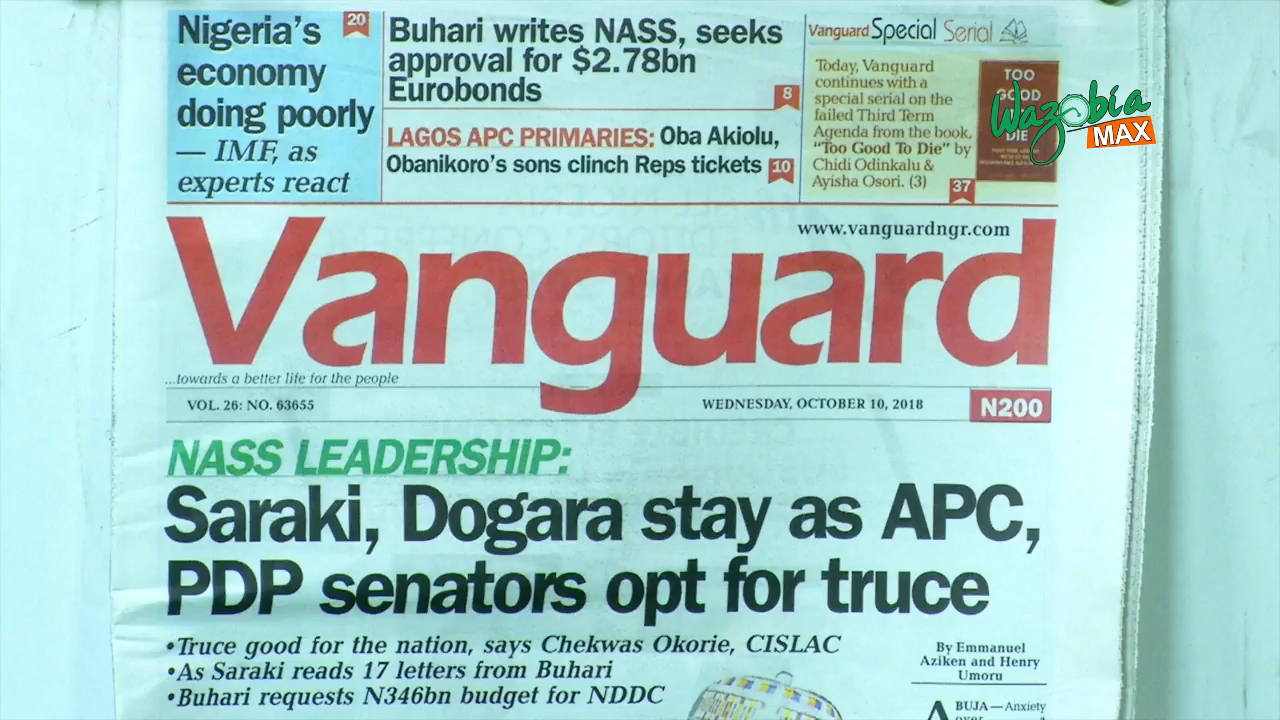 Nigeria's
economy
doing poorly
— IMF, as
experts react
20
Buhari writes NASS, seeks
approval for $2.78bn
Eurobonds
8
LAGOS APC PRIMARIES: Oba Akiolu,
Obanikoro's sons clinch Reps tickets
10
Vanguard Special Serial
Today, Vanguard
continues with a
special serial on the
failed Third Term
Agenda from the book,
"Too Good To Die" by
Chidi Odinkalu &
Ayisha Osori. (3)
37
TOO
GOOD
DIE
Wazobia
MAX
www.vanguardngr.com
Vanguard
...towards a better life for the people
VOL. 26: NO. 63655
WEDNESDAY, OCTOBER 10, 2018
N200
NASS LEADERSHIP:
Saraki, Dogara stay as APC,
PDP senators opt for truce
•Truce good for the nation, says Chekwas Okorie, CISLAC
•As Saraki reads 17 letters from Buhari
•Buhari requests N346bn budget for NDDC
By Emmanuel
Aziken and Henry
Umoru
ABUJA — Anxiety
over